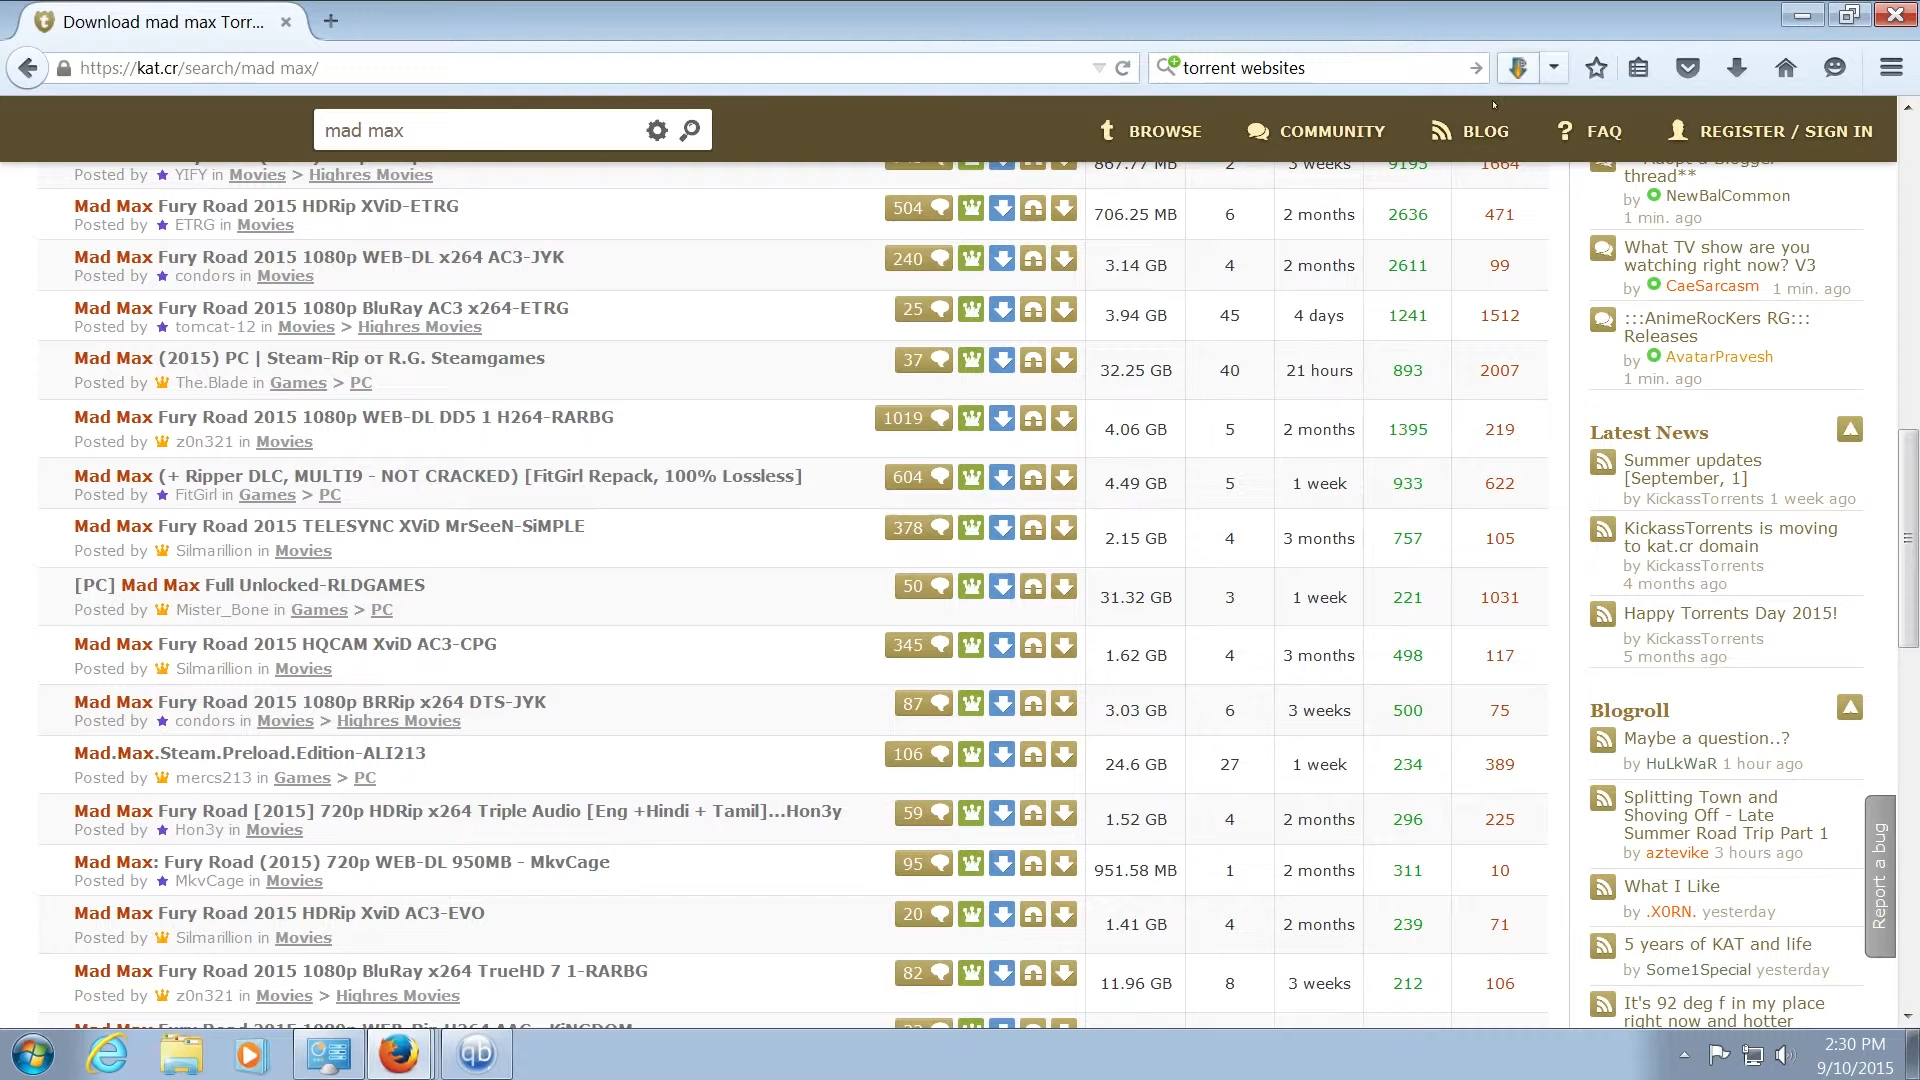 Download mad max Torr...
https://kat.cr/search/mad max/
torrent websites
mad max
BROWSE
COMMUNITY
BLOG
FAQ
REGISTER / SIGN IN
Posted by YIFY in Movies > Highres Movies
867.77 MB 2 3 weeks 9195 1664
Mad Max Fury Road 2015 HDRip XViD-ETRG
Posted by ETRG in Movies
504 706.25 MB 6 2 months 2636 471
Mad Max Fury Road 2015 1080p WEB-DL x264 AC3-JYK
Posted by condors in Movies
240 3.14 GB 4 2 months 2611 99
Mad Max Fury Road 2015 1080p BluRay AC3 x264-ETRG
Posted by tomcat-12 in Movies > Highres Movies
25 3.94 GB 45 4 days 1241 1512
Mad Max (2015) PC | Steam-Rip от R.G. Steamgames
Posted by The.Blade in Games > PC
37 32.25 GB 40 21 hours 893 2007
Mad Max Fury Road 2015 1080p WEB-DL DD5 1 H264-RARBG
Posted by z0n321 in Movies
1019 4.06 GB 5 2 months 1395 219
Mad Max (+ Ripper DLC, MULTI9 - NOT CRACKED) [FitGirl Repack, 100% Lossless]
Posted by FitGirl in Games > PC
604 4.49 GB 5 1 week 933 622
Mad Max Fury Road 2015 TELESYNC XViD MrSeeN-SiMPLE
Posted by Silmarillion in Movies
378 2.15 GB 4 3 months 757 105
[PC] Mad Max Full Unlocked-RLDGAMES
Posted by Mister_Bone in Games > PC
50 31.32 GB 3 1 week 221 1031
Mad Max Fury Road 2015 HQCAM XviD AC3-CPG
Posted by Silmarillion in Movies
345 1.62 GB 4 3 months 498 117
Mad Max Fury Road 2015 1080p BRRip x264 DTS-JYK
Posted by condors in Movies > Highres Movies
87 3.03 GB 6 3 weeks 500 75
Mad.Max.Steam.Preload.Edition-ALI213
Posted by mercs213 in Games > PC
106 24.6 GB 27 1 week 234 389
Mad Max Fury Road [2015] 720p HDRip x264 Triple Audio [Eng +Hindi + Tamil]...Hon3y
Posted by Hon3y in Movies
59 1.52 GB 4 2 months 296 225
Mad Max: Fury Road (2015) 720p WEB-DL 950MB - MkvCage
Posted by MkvCage in Movies
95 951.58 MB 1 2 months 311 10
Mad Max Fury Road 2015 HDRip XviD AC3-EVO
Posted by Silmarillion in Movies
20 1.41 GB 4 2 months 239 71
Mad Max Fury Road 2015 1080p BluRay x264 TrueHD 7 1-RARBG
Posted by z0n321 in Movies > Highres Movies
82 11.96 GB 8 3 weeks 212 106
Mad Max Fury Road 2015 1080p WEB-Rip H264 AAC - KiNGDOM
thread**
by NewBalCommon
1 min. ago
What TV show are you
watching right now? V3
by CaeSarcasm 1 min. ago
:::AnimeRocKers RG:::
Releases
by AvatarPravesh
1 min. ago
Latest News
Summer updates
[September, 1]
by KickassTorrents 1 week ago
KickassTorrents is moving
to kat.cr domain
by KickassTorrents
4 months ago
Happy Torrents Day 2015!
by KickassTorrents
5 months ago
Blogroll
Maybe a question..?
by HuLkWaR 1 hour ago
Splitting Town and
Shoving Off - Late
Summer Road Trip Part 1
by aztevike 3 hours ago
What I Like
by .X0RN. yesterday
5 years of KAT and life
by Some1Special yesterday
It's 92 deg f in my place
right now and hotter
Report a bug
qb
2:30 PM
9/10/2015